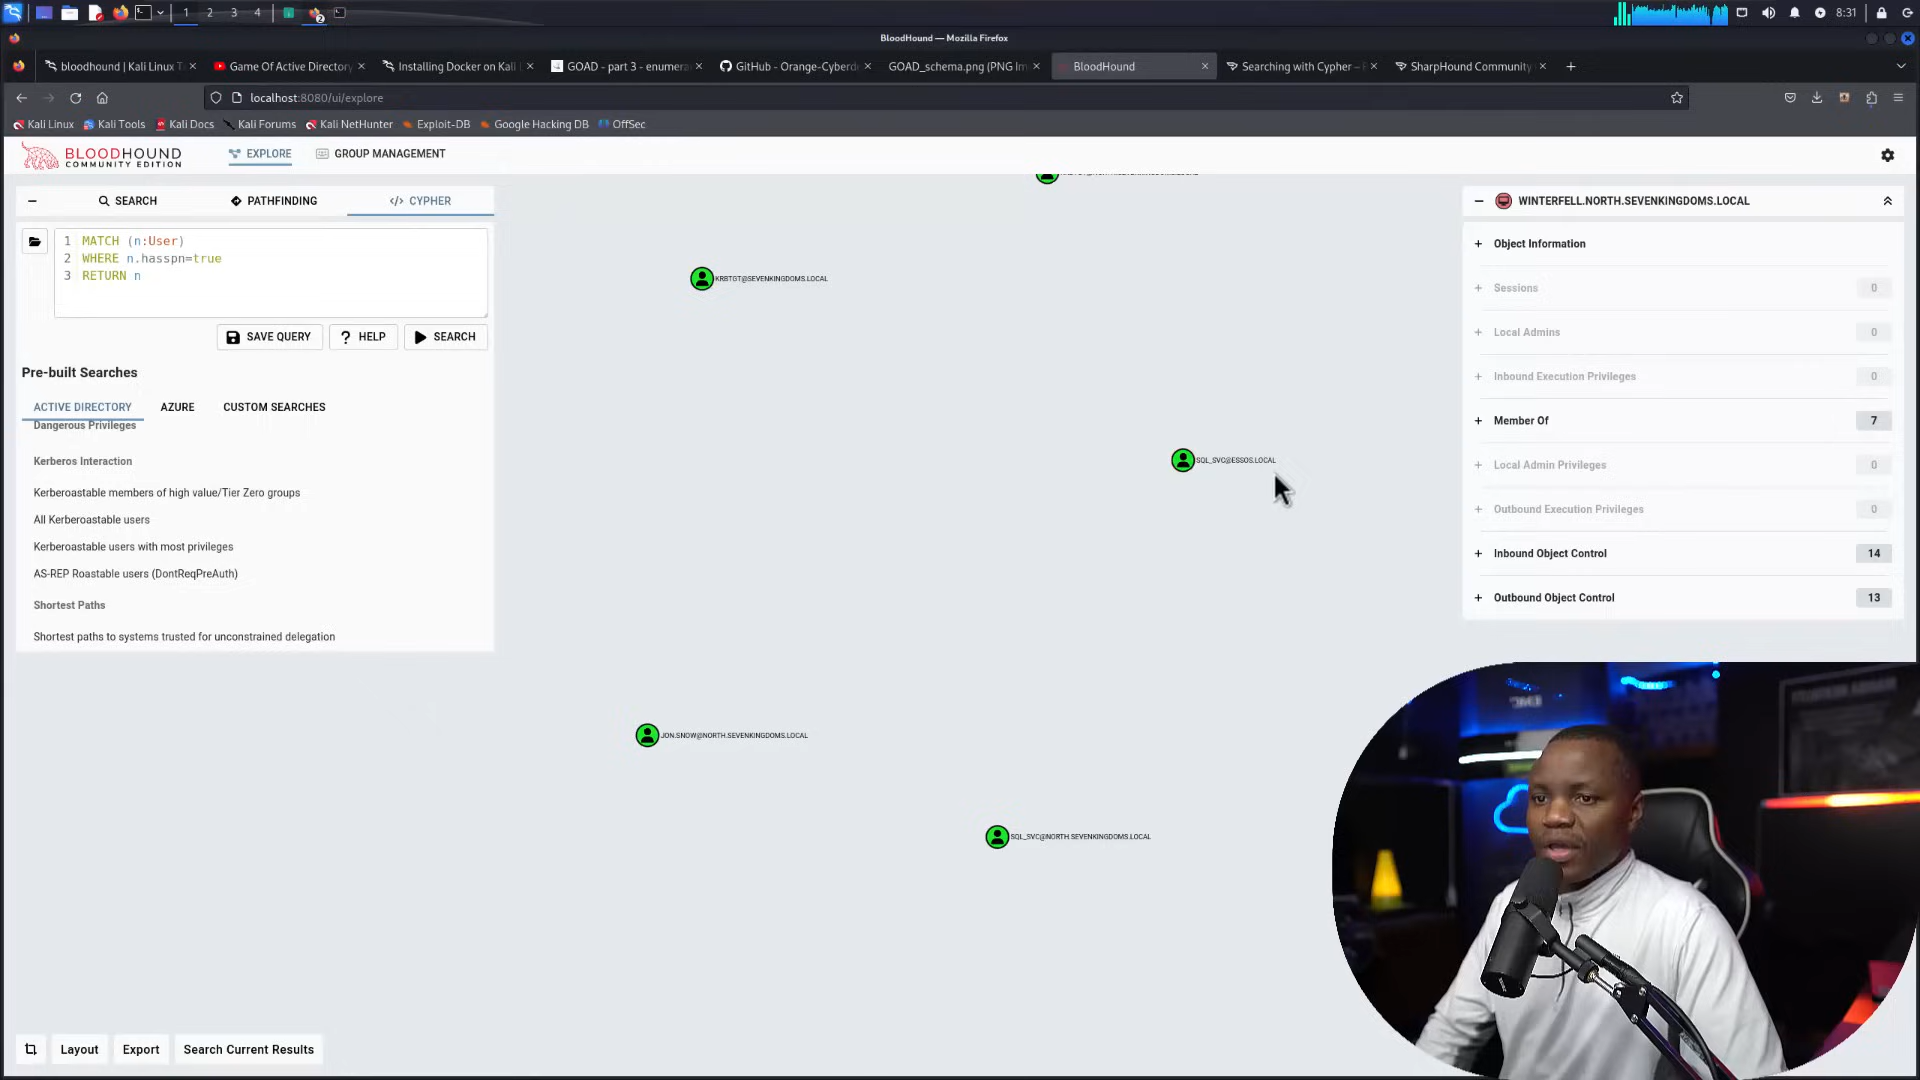 1 2 3 4
2
8:31
BloodHound — Mozilla Firefox
bloodhound | Kali Linux T
Game Of Active Directory
Installing Docker on Kali
GOAD - part 3 - enumera
GitHub - Orange-Cyberd
GOAD_schema.png (PNG Im
BloodHound
Searching with Cypher –
SharpHound Community
localhost:8080/ui/explore
Kali Linux
Kali Tools
Kali Docs
Kali Forums
Kali NetHunter
Exploit-DB
Google Hacking DB
OffSec
BLOODHOUND
COMMUNITY EDITION
EXPLORE
GROUP MANAGEMENT
SEARCH
PATHFINDING
</> CYPHER
1 MATCH (n:User)
2 WHERE n.hasspn=true
3 RETURN n
SAVE QUERY
? HELP
SEARCH
Pre-built Searches
ACTIVE DIRECTORY
AZURE
CUSTOM SEARCHES
Dangerous Privileges
Kerberos Interaction
Kerberoastable members of high value/Tier Zero groups
All Kerberoastable users
Kerberoastable users with most privileges
AS-REP Roastable users (DontReqPreAuth)
Shortest Paths
Shortest paths to systems trusted for unconstrained delegation
KRBTGT@SEVENKINGDOMS.LOCAL
SQL_SVC@ESSOS.LOCAL
JON.SNOW@NORTH.SEVENKINGDOMS.LOCAL
SQL_SVC@NORTH.SEVENKINGDOMS.LOCAL
WINTERFELL.NORTH.SEVENKINGDOMS.LOCAL
+ Object Information
+ Sessions 0
+ Local Admins 0
+ Inbound Execution Privileges 0
+ Member Of 7
+ Local Admin Privileges 0
+ Outbound Execution Privileges 0
+ Inbound Object Control 14
+ Outbound Object Control 13
Layout
Export
Search Current Results